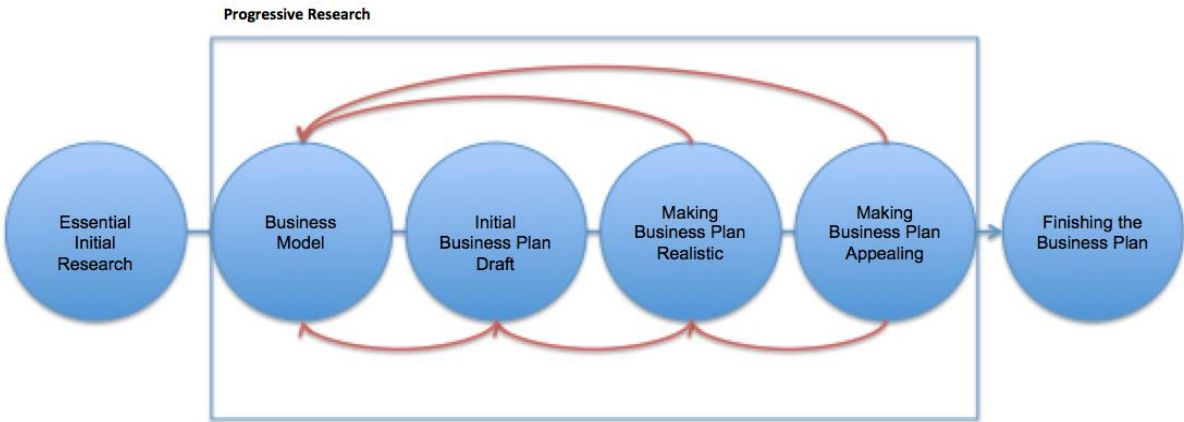 Progressive Research
Essential
Initial
Research
Business
Model
Initial
Business Plan
Draft
Making
Business Plan
Realistic
Making
Business Plan
Appealing
Finishing the
Business Plan